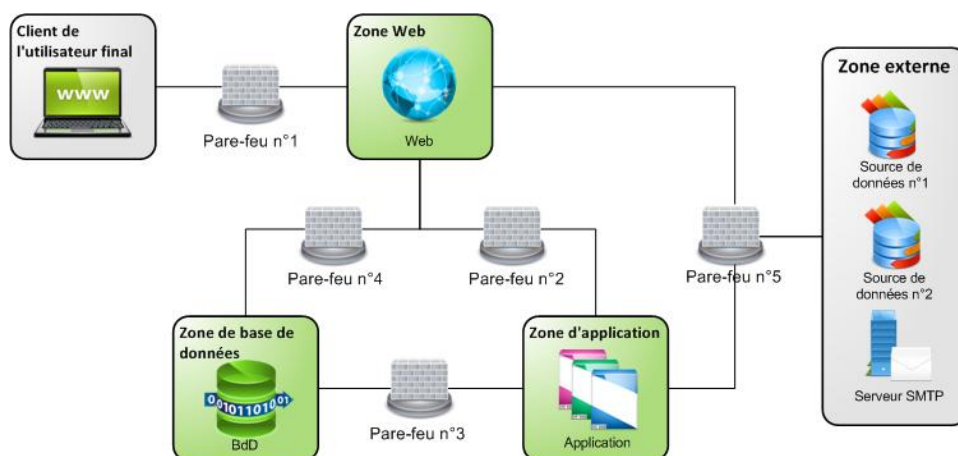 Client de
l'utilisateur final
www
Pare-feu n°1
Zone Web
Web
Zone externe
Source de
données n°1
Source de
données n°2
Serveur SMTP
Pare-feu n°4
Pare-feu n°2
Pare-feu n°5
Zone de base de
données
001011010 01
BdD
Pare-feu n°3
Zone d'application
Application